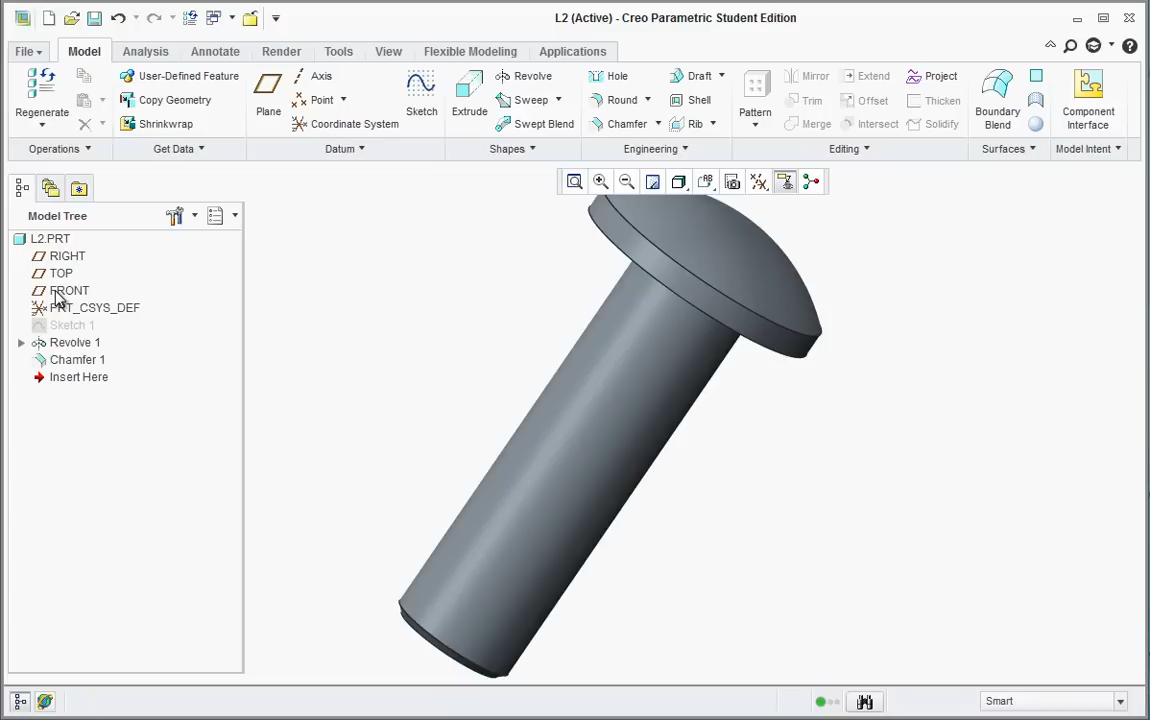 L2 (Active) - Creo Parametric Student Edition
File Model Analysis Annotate Render Tools View Flexible Modeling Applications
User-Defined Feature Axis Revolve Hole Draft Mirror Extend Project
Copy Geometry Point Sweep Round Shell Trim Offset Thicken
Regenerate Plane Sketch Extrude Pattern Boundary Blend Component Interface
Shrinkwrap Coordinate System Swept Blend Chamfer Rib Merge Intersect Solidify
Operations Get Data Datum Shapes Engineering Editing Surfaces Model Intent
Model Tree
L2.PRT
RIGHT
TOP
FRONT
PRT_CSYS_DEF
Sketch 1
Revolve 1
Chamfer 1
Insert Here
Smart